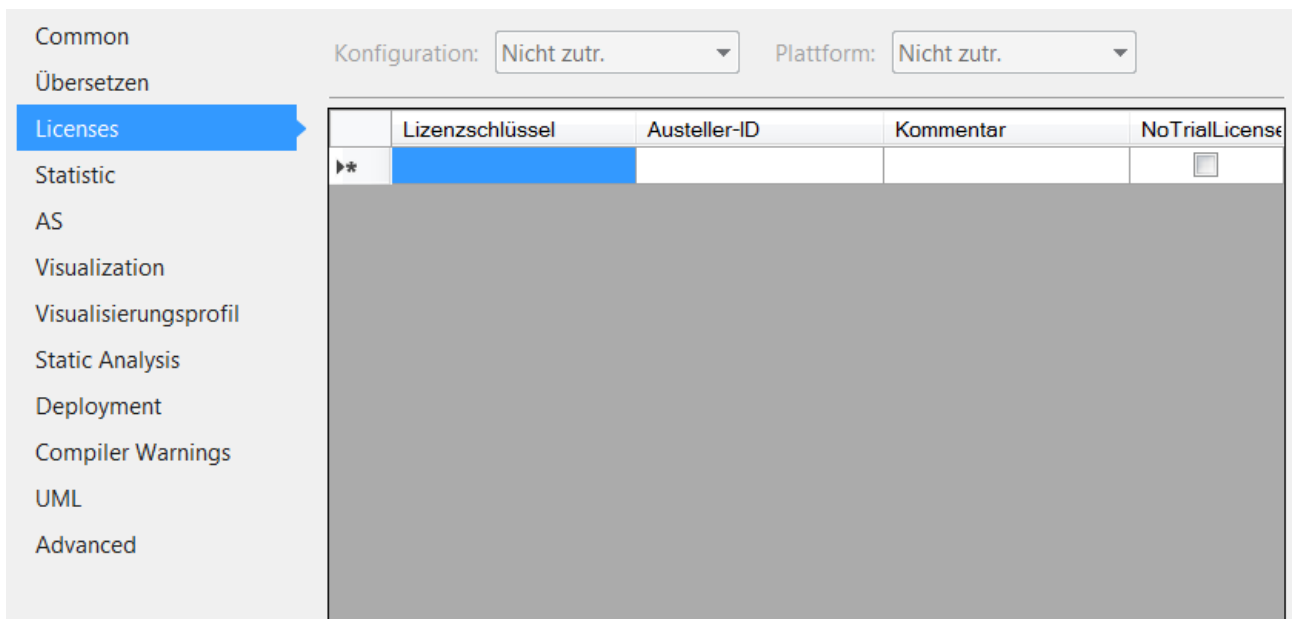 Common
Übersetzen
Licenses
Statistic
AS
Visualization
Visualisierungsprofil
Static Analysis
Deployment
Compiler Warnings
UML
Advanced
Konfiguration: Nicht zutr. Plattform: Nicht zutr.
Lizenzschlüssel Austeller-ID Kommentar NoTrialLicense